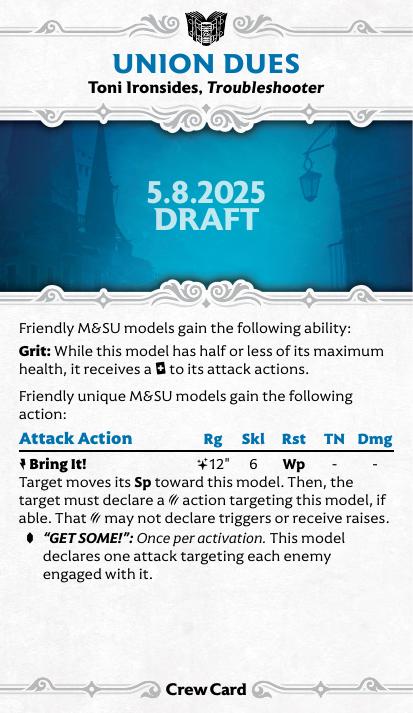 UNION DUES
Toni Ironsides, Troubleshooter
5.8.2025
DRAFT
Friendly M&SU models gain the following ability:
Grit: While this model has half or less of its maximum
health, it receives a + to its attack actions.
Friendly unique M&SU models gain the following
action:
Attack Action Rg Skl Rst TN Dmg
Bring It! 12" 6 Wp - -
Target moves its Sp toward this model. Then, the
target must declare a action targeting this model, if
able. That may not declare triggers or receive raises.
"GET SOME!": Once per activation. This model
declares one attack targeting each enemy
engaged with it.
Crew Card